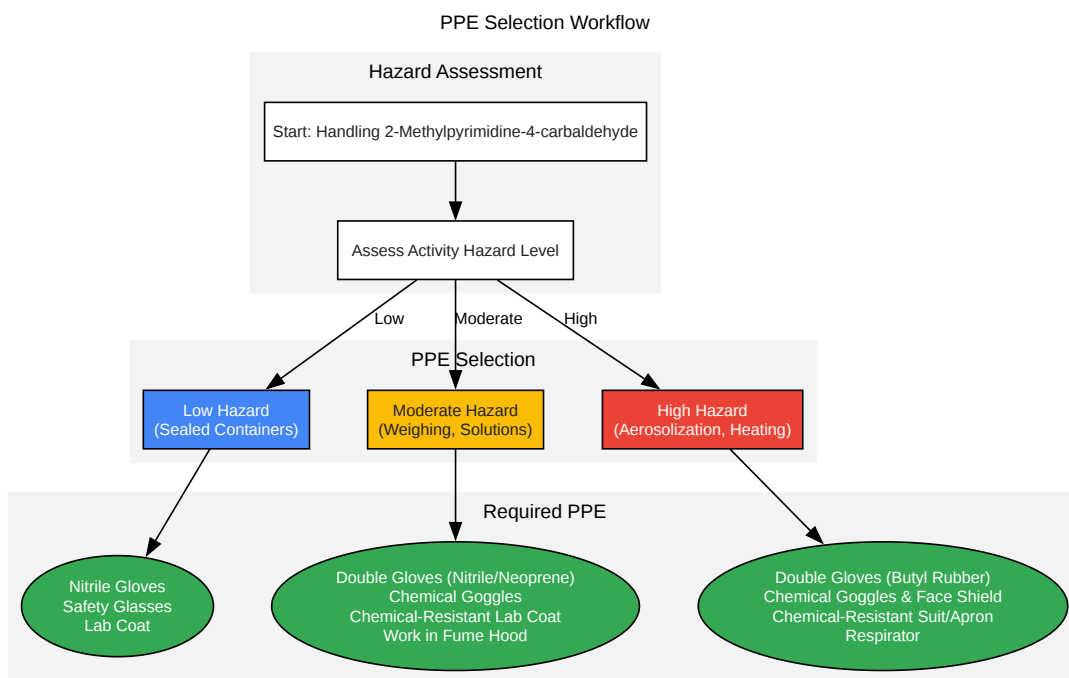 PPE Selection Workflow
Hazard Assessment
Start: Handling 2-Methylpyrimidine-4-carbaldehyde
Assess Activity Hazard Level
Low
Moderate
High
PPE Selection
Low Hazard
(Sealed Containers)
Moderate Hazard
(Weighing, Solutions)
High Hazard
(Aerosolization, Heating)
Required PPE
Nitrile Gloves
Safety Glasses
Lab Coat
Double Gloves (Nitrile/Neoprene)
Chemical Goggles
Chemical-Resistant Lab Coat
Work in Fume Hood
Double Gloves (Butyl Rubber)
Chemical Goggles & Face Shield
Chemical-Resistant Suit/Apron
Respirator